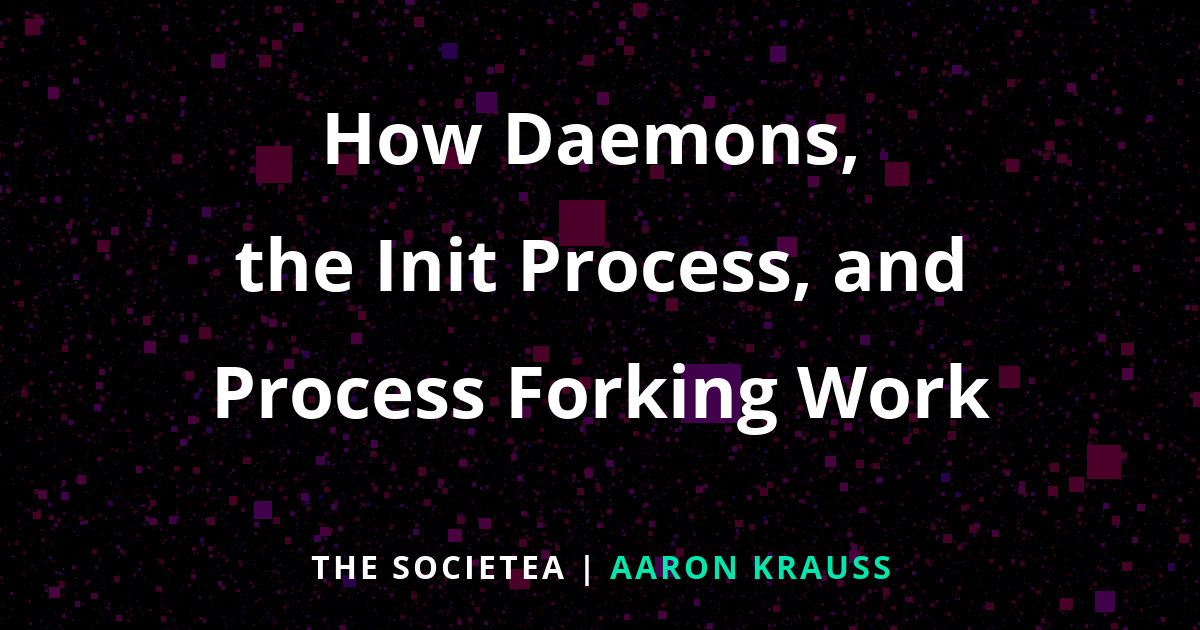 How Daemons,
the Init Process, and
Process Forking Work
THE SOCIETEA | AARON KRAUSS